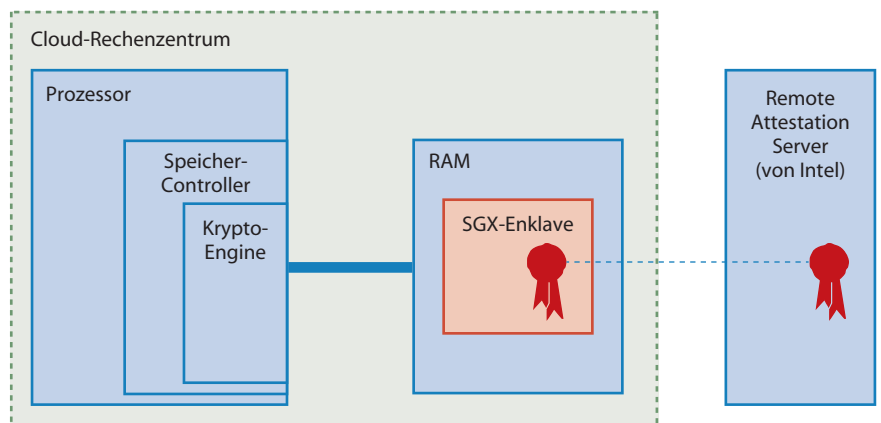 Cloud-Rechenzentrum
Prozessor
Speicher-
Controller
Krypto-
Engine
RAM
SGX-Enklave
Remote
Attestation
Server
(von Intel)